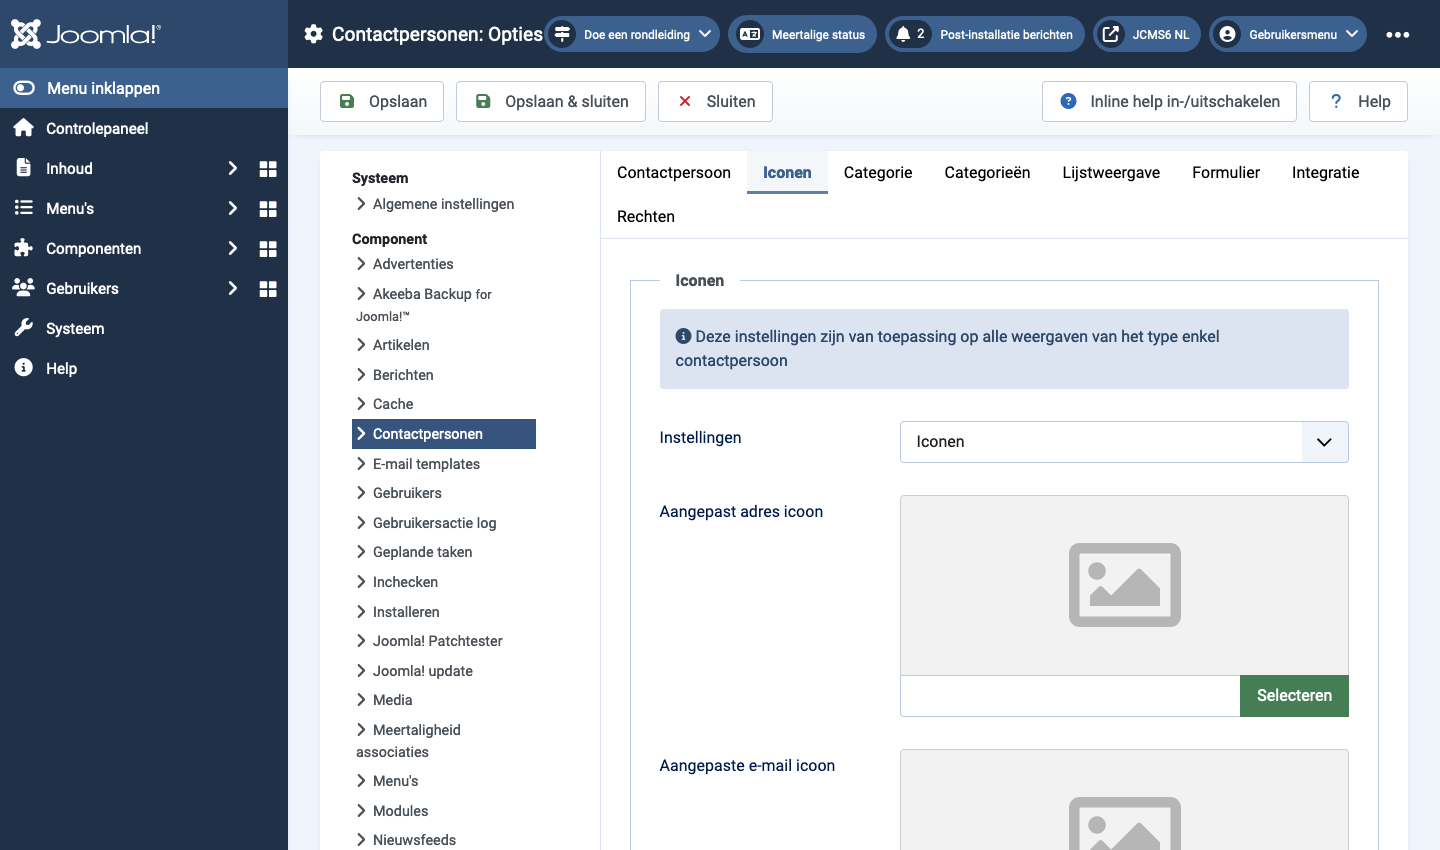 Joomla!®
Contactpersonen: Opties
Doe een rondleiding
Meertalige status
2 Post-installatie berichten
JCMS6 NL
Gebruikersmenu
Menu inklappen
Controlepaneel
Inhoud
Menu's
Componenten
Gebruikers
Systeem
Help
Opslaan
Opslaan & sluiten
Sluiten
Inline help in-/uitschakelen
Help
Systeem
Algemene instellingen
Component
Advertenties
Akeeba Backup for
Joomla!™
Artikelen
Berichten
Cache
Contactpersonen
E-mail templates
Gebruikers
Gebruikersactie log
Geplande taken
Inchecken
Installeren
Joomla! Patchtester
Joomla! update
Media
Meertaligheid
associaties
Menu's
Modules
Nieuwsfeeds
Contactpersoon
Iconen
Categorie
Categorieën
Lijstweergave
Formulier
Integratie
Rechten
Iconen
Deze instellingen zijn van toepassing op alle weergaven van het type enkel
contactpersoon
Instellingen
Iconen
Aangepast adres icoon
Selecteren
Aangepaste e-mail icoon